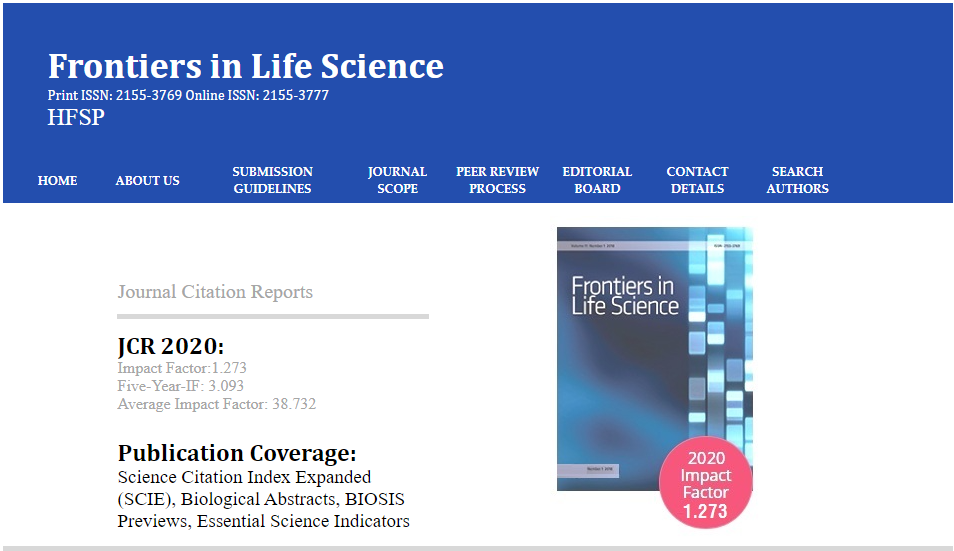 Frontiers in Life Science
Print ISSN: 2155-3769 Online ISSN: 2155-3777
HFSP
HOME
ABOUT US
SUBMISSION
GUIDELINES
JOURNAL
SCOPE
PEER REVIEW
PROCESS
EDITORIAL
BOARD
CONTACT
DETAILS
SEARCH
AUTHORS
Journal Citation Reports
JCR 2020:
Impact Factor:1.273
Five-Year-IF: 3.093
Average Impact Factor: 38.732
Publication Coverage:
Science Citation Index Expanded
(SCIE), Biological Abstracts, BIOSIS
Previews, Essential Science Indicators
Frontiers in
Life Science
2020
Impact
Factor
1.273